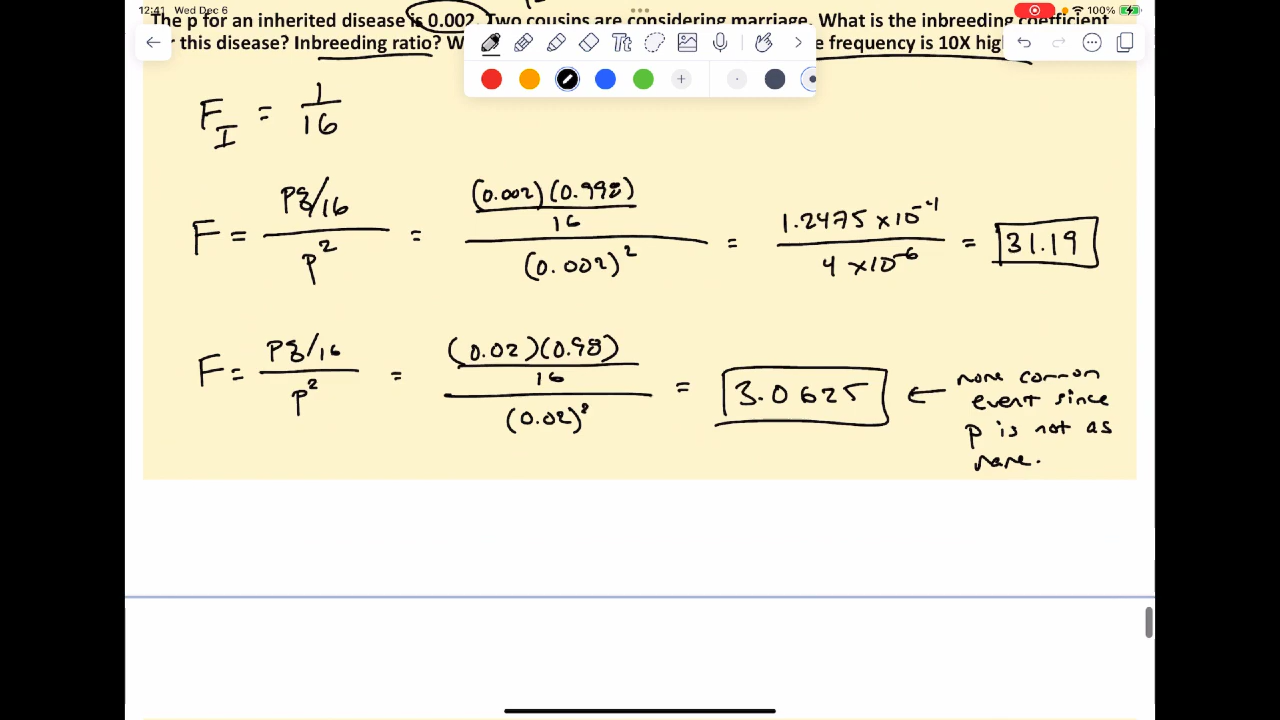 12:41 Wed Dec 6
100%
The p for an inherited disease is 0.002. Two cousins are considering marriage. What is the inbreeding coefficient
r this disease? Inbreeding ratio? W e frequency is 10X hig
Tt
F_I = 1/16
F = (pq/16)/p² = ((0.002)(0.998)/16)/(0.002)² = (1.2475 x10⁻⁴)/(4 x10⁻⁶) = 31.19
F = (pq/16)/p² = ((0.02)(0.98)/16)/(0.02)² = 3.0625 ← more common
event since
p is not as
rare.